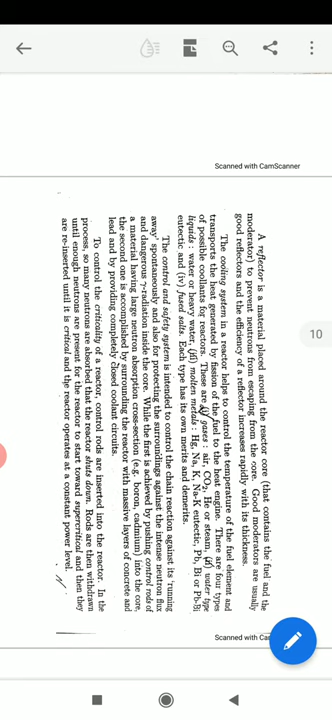 Scanned with CamScanner
A reflector is a material placed around the reactor core (that contains the fuel and the
moderator) to prevent neutrons from escaping from the core. Good moderators are usually
good reflectors and the efficient of a reflector increases rapidly with its thickness.
The cooling system in a reactor helps to control the temperature of the fuel element and
transports the heat generated by fission of the fuel to the heat engine. There are four types
of possible coollants for reactors. These are (i) gases : air, CO2, He or steam, (ii) water type
liquids : water or heavy water, (iii) molten metals : Hg, Na, K, Na-K eutectic, Pb, Bi or Pb-Bi
eutectic and (iv) fused salts. Each type has its own merits and demerits.
The control and safety system is intended to control the chain reaction against its 'running
away' spontaneously and also for protecting the surroundings against the intense neutron flux
and dangerous γ-radiation inside the core. While the first is achieved by pushing control rods of
a material having large neutron absorption cross-section (e.g. boron, cadmium) into the core,
the second one is accomplished by surrounding the reactor with massive layers of concrete and
lead and by providing completely closed coolant circuits.
To control the criticality of a reactor, control rods are inserted into the reactor. In the
process, so many neutrons are absorbed that the reactor shuts down. Rods are then withdrawn
until enough neutrons are present for the reactor to start toward supercritical and then they
are re-inserted until it is critical and the reactor operates at a constant power level.
10
Scanned with Ca